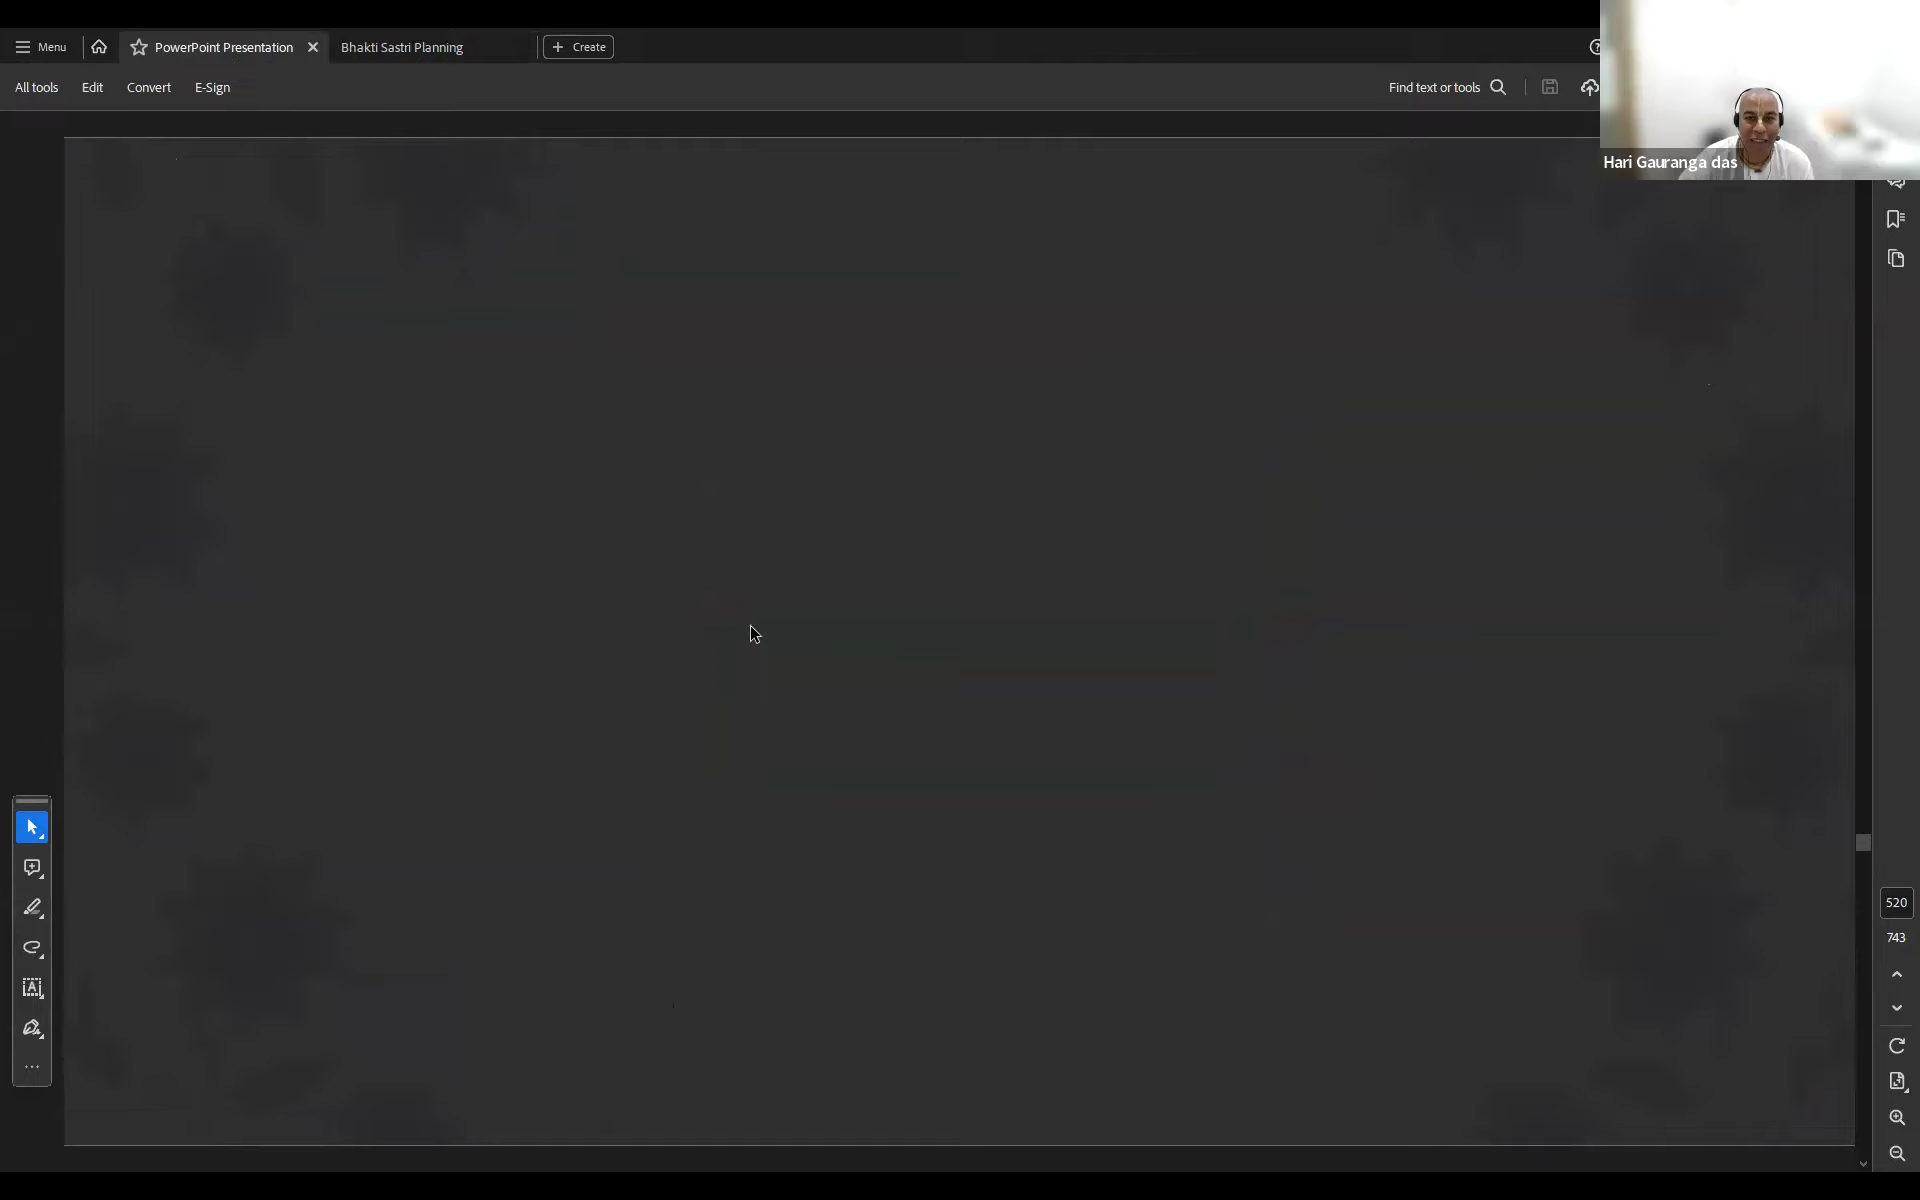 Menu
PowerPoint Presentation
Bhakti Sastri Planning
Create
All tools
Edit
Convert
E-Sign
Find text or tools
Hari Gauranga das
520
743